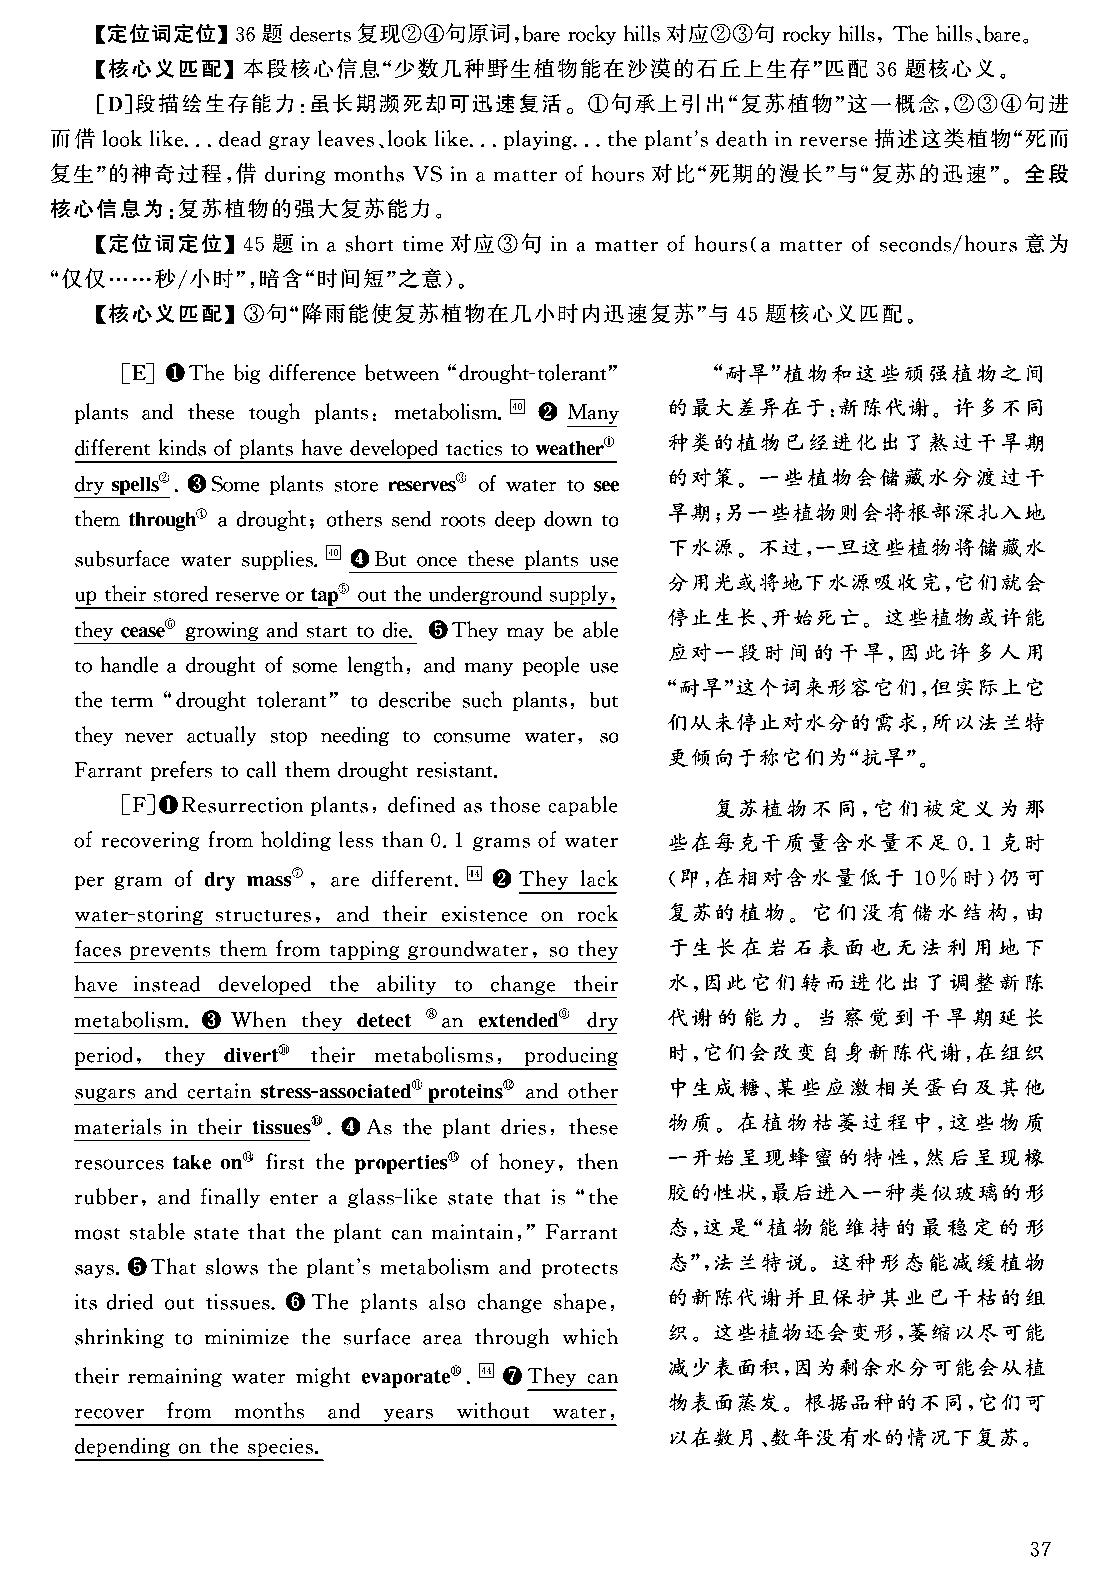 【定位词定位】36 题 deserts 复现②④句原词,bare rocky hills 对应②③句 rocky hills，The hills、bare。
【核心义匹配】本段核心信息“少数几种野生植物能在沙漠的石丘上生存”匹配 36 题核心义。
[D]段描绘生存能力:虽长期濒死却可迅速复活。①句承上引出“复苏植物”这一概念,②③④句进
而借 look like... dead gray leaves、look like... playing... the plant's death in reverse 描述这类植物“死而
复生”的神奇过程,借 during months VS in a matter of hours 对比“死期的漫长”与“复苏的迅速”。全段
核心信息为:复苏植物的强大复苏能力。
【定位词定位】45 题 in a short time 对应③句 in a matter of hours(a matter of seconds/hours 意为
“仅仅……秒/小时”,暗含“时间短”之意)。
【核心义匹配】③句“降雨能使复苏植物在几小时内迅速复苏”与 45 题核心义匹配。
[E] ❶The big difference between “drought-tolerant”
plants and these tough plants: metabolism. 40 ❷ Many
different kinds of plants have developed tactics to weather①
dry spells②. ❸Some plants store reserves③ of water to see
them through④ a drought; others send roots deep down to
subsurface water supplies. 40 ❹But once these plants use
up their stored reserve or tap⑤ out the underground supply,
they cease⑥ growing and start to die. ❺They may be able
to handle a drought of some length, and many people use
the term “drought tolerant” to describe such plants, but
they never actually stop needing to consume water, so
Farrant prefers to call them drought resistant.
[F]❶Resurrection plants, defined as those capable
of recovering from holding less than 0.1 grams of water
per gram of dry mass⑦, are different. 44 ❷ They lack
water-storing structures, and their existence on rock
faces prevents them from tapping groundwater, so they
have instead developed the ability to change their
metabolism. ❸ When they detect ⑧an extended⑨ dry
period, they divert⑩ their metabolisms, producing
sugars and certain stress-associated⑪ proteins⑫ and other
materials in their tissues⑬. ❹As the plant dries, these
resources take on⑭ first the properties⑮ of honey, then
rubber, and finally enter a glass-like state that is “the
most stable state that the plant can maintain,” Farrant
says. ❺That slows the plant's metabolism and protects
its dried out tissues. ❻The plants also change shape,
shrinking to minimize the surface area through which
their remaining water might evaporate⑯. 44 ❼They can
recover from months and years without water,
depending on the species.
“耐旱”植物和这些顽强植物之间
的最大差异在于:新陈代谢。许多不同
种类的植物已经进化出了熬过干旱期
的对策。一些植物会储藏水分渡过干
旱期;另一些植物则会将根部深扎入地
下水源。不过,一旦这些植物将储藏水
分用光或将地下水源吸收完,它们就会
停止生长、开始死亡。这些植物或许能
应对一段时间的干旱,因此许多人用
“耐旱”这个词来形容它们,但实际上它
们从未停止对水分的需求,所以法兰特
更倾向于称它们为“抗旱”。
复苏植物不同,它们被定义为那
些在每克干质量含水量不足 0.1 克时
(即,在相对含水量低于 10%时)仍可
复苏的植物。它们没有储水结构,由
于生长在岩石表面也无法利用地下
水,因此它们转而进化出了调整新陈
代谢的能力。当察觉到干旱期延长
时,它们会改变自身新陈代谢,在组织
中生成糖、某些应激相关蛋白及其他
物质。在植物枯萎过程中,这些物质
一开始呈现蜂蜜的特性,然后呈现橡
胶的性状,最后进入一种类似玻璃的形
态,这是“植物能维持的最稳定的形
态”,法兰特说。这种形态能减缓植物
的新陈代谢并且保护其业已干枯的组
织。这些植物还会变形,萎缩以尽可能
减少表面积,因为剩余水分可能会从植
物表面蒸发。根据品种的不同,它们可
以在数月、数年没有水的情况下复苏。
37